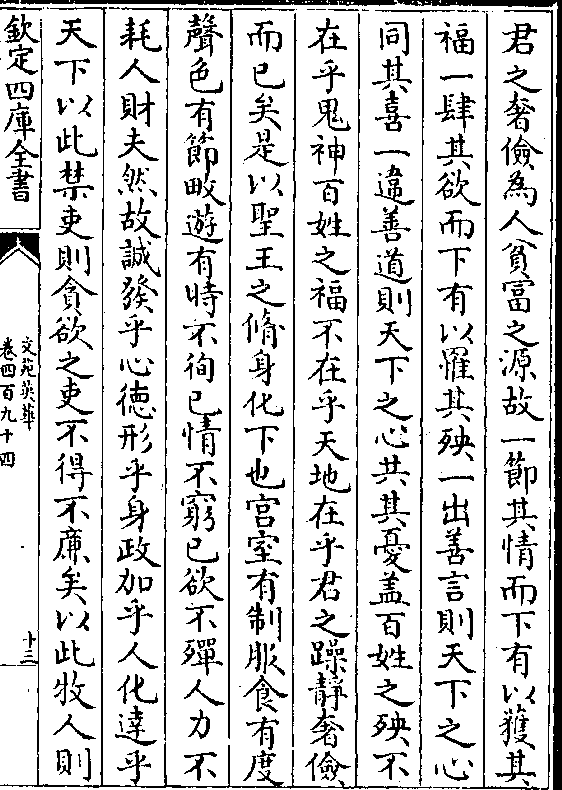 君之奢儉為人貧富之源故一節其情而下有以獲其
福一肆其欲而下有以罹其殃一出善言則天下之心
同其喜一違善道則天下之心共其憂盖百姓之殃不
在乎鬼神百姓之福不在乎天地在乎君之躁静奢儉
而已矣是以聖王之脩身化下也宫室有制服食有度
聲色有節畋遊有時不徇已情不窮已欲不殫人力不
耗人財夫然故誠發乎心德形乎身政加乎人化達乎
天下以此禁吏則貪欲之吏不得不廉矣以此牧人則
欽定四庫全書
文苑英華
卷四百九十四
十三